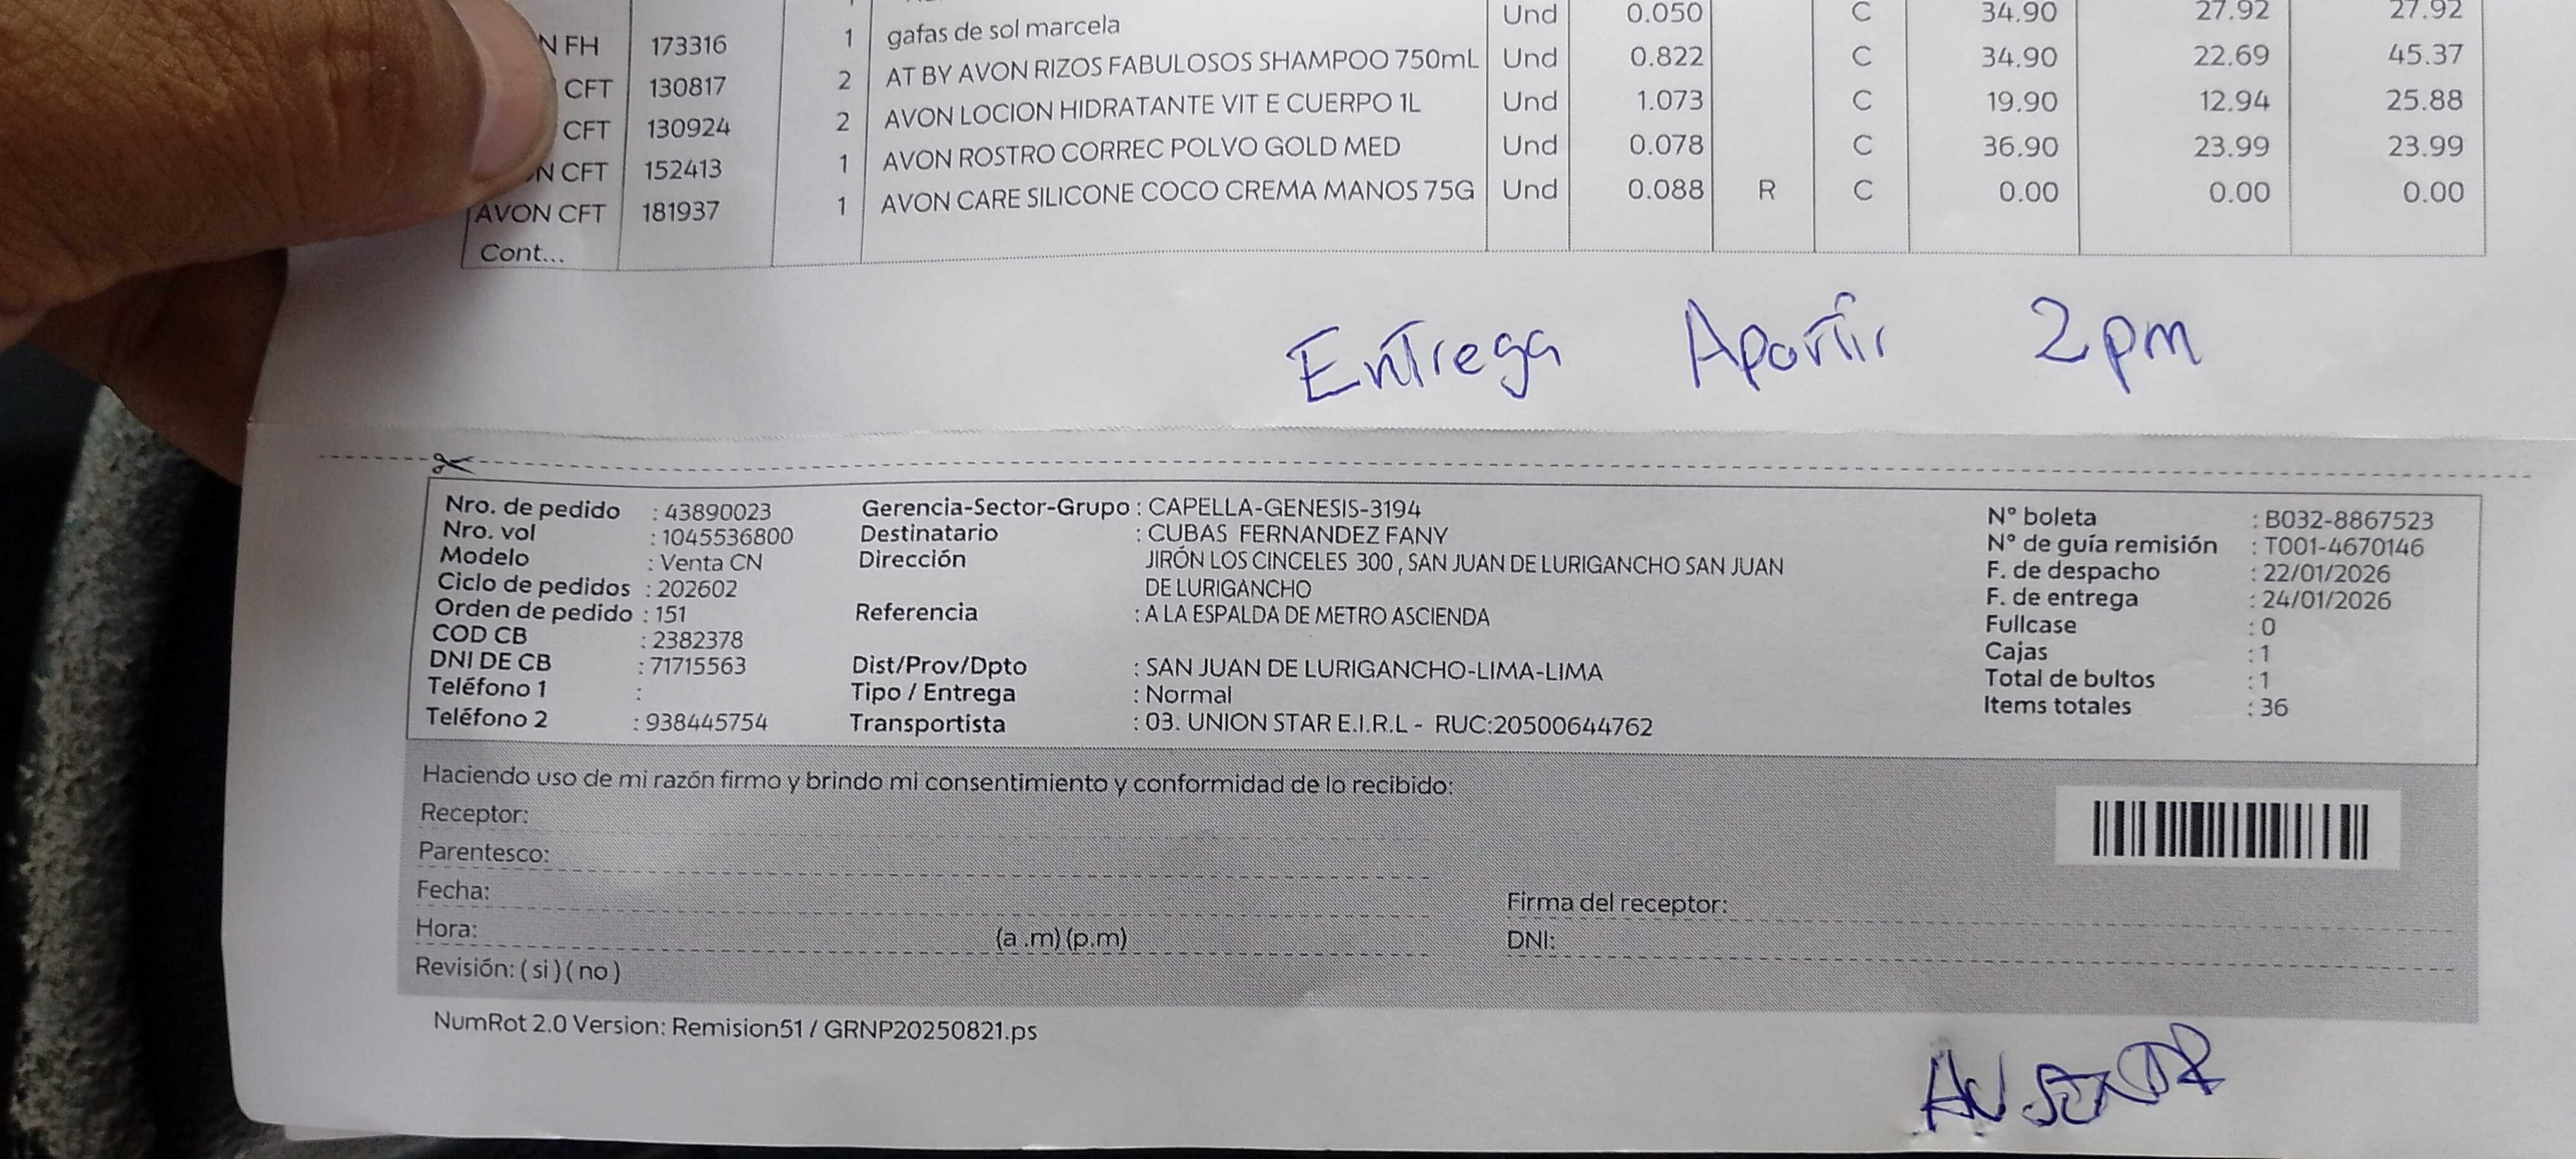 Und 0.050 C 34.90 27.92 27.92
N FH 173316 1 gafas de sol marcela
CFT 130817 2 AT BY AVON RIZOS FABULOSOS SHAMPOO 750mL Und 0.822 C 34.90 22.69 45.37
CFT 130924 2 AVON LOCION HIDRATANTE VIT E CUERPO 1L Und 1.073 C 19.90 12.94 25.88
N CFT 152413 1 AVON ROSTRO CORREC POLVO GOLD MED Und 0.078 C 36.90 23.99 23.99
AVON CFT 181937 1 AVON CARE SILICONE COCO CREMA MANOS 75G Und 0.088 R C 0.00 0.00 0.00
Cont...
Entrega Apartir 2pm
Nro. de pedido : 43890023
Nro. vol : 1045536800
Modelo : Venta CN
Ciclo de pedidos : 202602
Orden de pedido : 151
COD CB : 2382378
DNI DE CB : 71715563
Teléfono 1 :
Teléfono 2 : 938445754
Gerencia-Sector-Grupo : CAPELLA-GENESIS-3194
Destinatario : CUBAS FERNANDEZ FANY
Dirección JIRÓN LOS CINCELES 300 , SAN JUAN DE LURIGANCHO SAN JUAN
DE LURIGANCHO
Referencia : A LA ESPALDA DE METRO ASCIENDA
Dist/Prov/Dpto : SAN JUAN DE LURIGANCHO-LIMA-LIMA
Tipo / Entrega : Normal
Transportista : 03. UNION STAR E.I.R.L - RUC:20500644762
N° boleta : B032-8867523
N° de guía remisión : T001-4670146
F. de despacho : 22/01/2026
F. de entrega : 24/01/2026
Fullcase : 0
Cajas : 1
Total de bultos : 1
Items totales : 36
Haciendo uso de mi razón firmo y brindo mi consentimiento y conformidad de lo recibido:
Receptor:
Parentesco:
Fecha:
Hora: (a .m) (p.m)
Revisión: ( si ) ( no )
Firma del receptor:
DNI:
NumRot 2.0 Version: Remision51 / GRNP20250821.ps